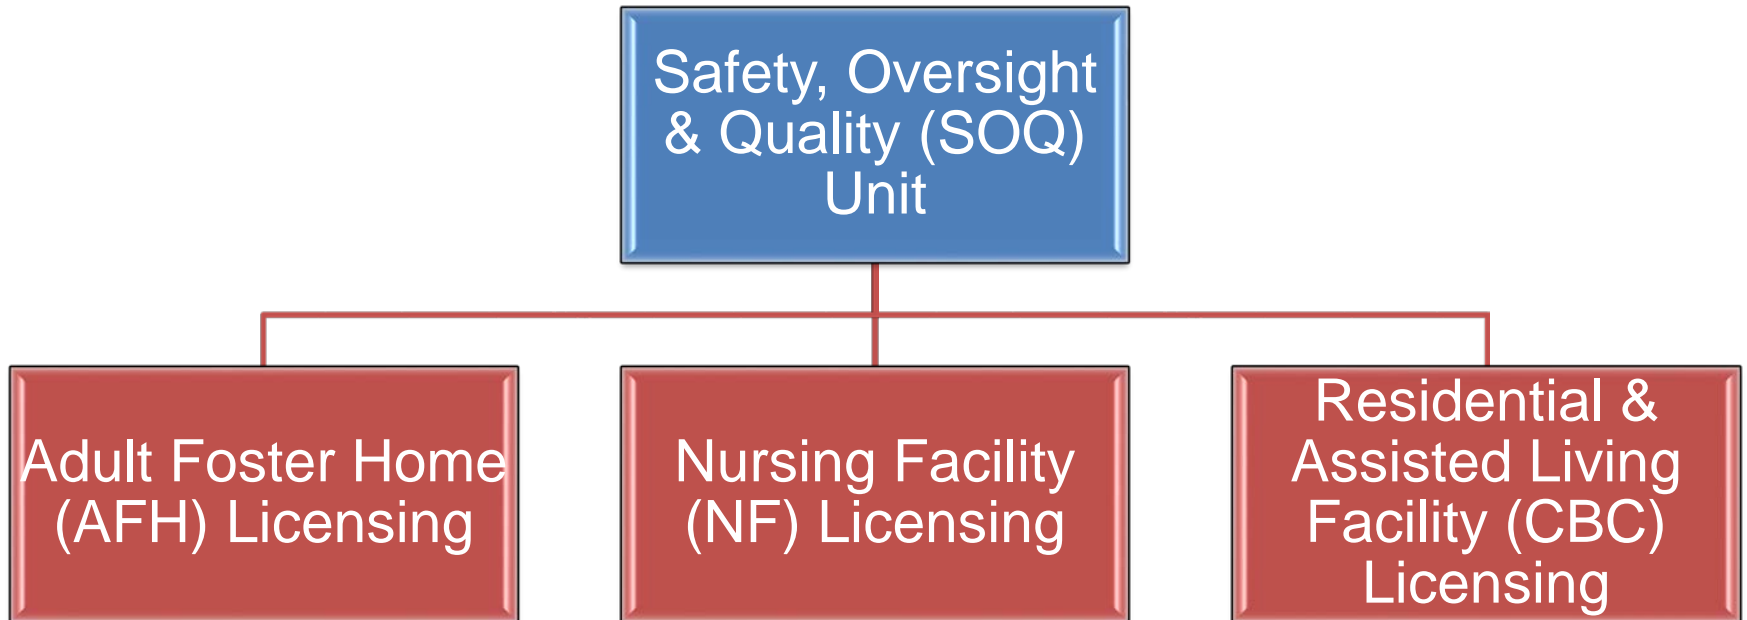 Safety, Oversight
& Quality (SOQ)
Unit
Adult Foster Home
(AFH) Licensing
Nursing Facility
(NF) Licensing
Residential &
Assisted Living
Facility (CBC)
Licensing